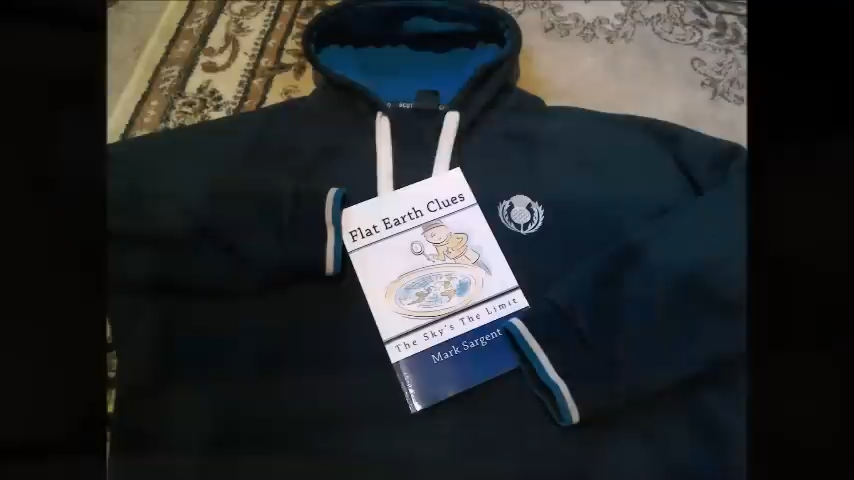 Flat Earth Clues
The Sky's The Limit
Mark Sargent